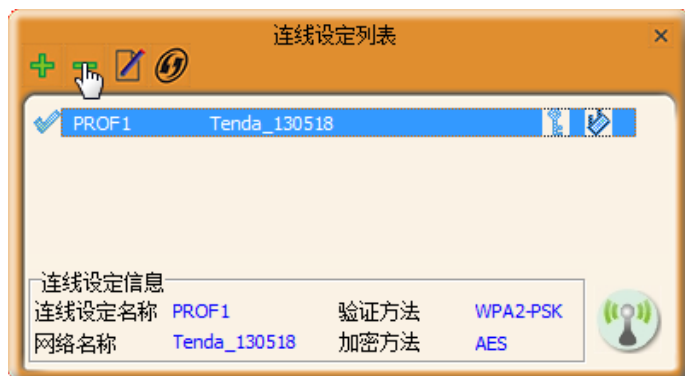 连线设定列表
PROF1 Tenda_130518
连线设定信息
连线设定名称 PROF1 验证方法 WPA2-PSK
网络名称 Tenda_130518 加密方法 AES